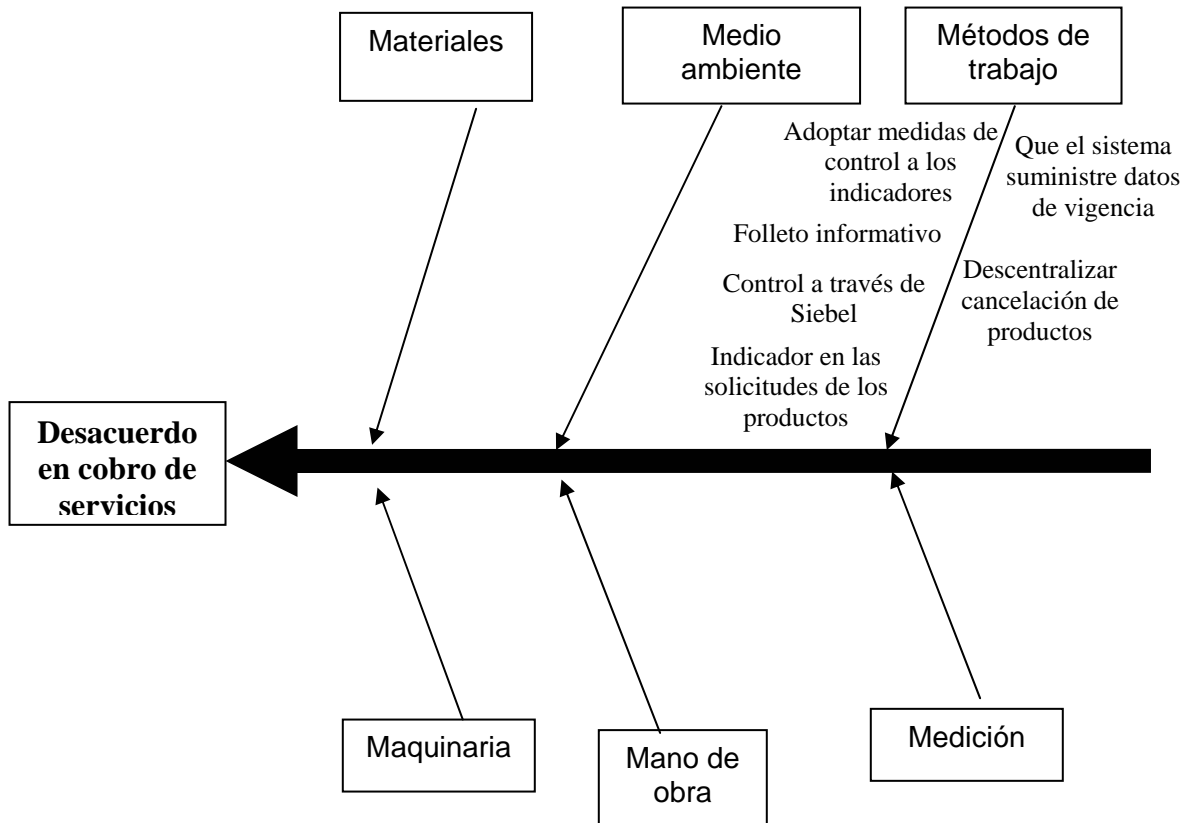 Materiales
Medio
ambiente
Métodos de
trabajo
Adoptar medidas de
control a los
indicadores
Que el sistema
suministre datos
de vigencia
Folleto informativo
Control a través de
Siebel
Descentralizar
cancelación de
productos
Indicador en las
solicitudes de los
productos
Desacuerdo
en cobro de
servicios
Maquinaria
Mano de
obra
Medición